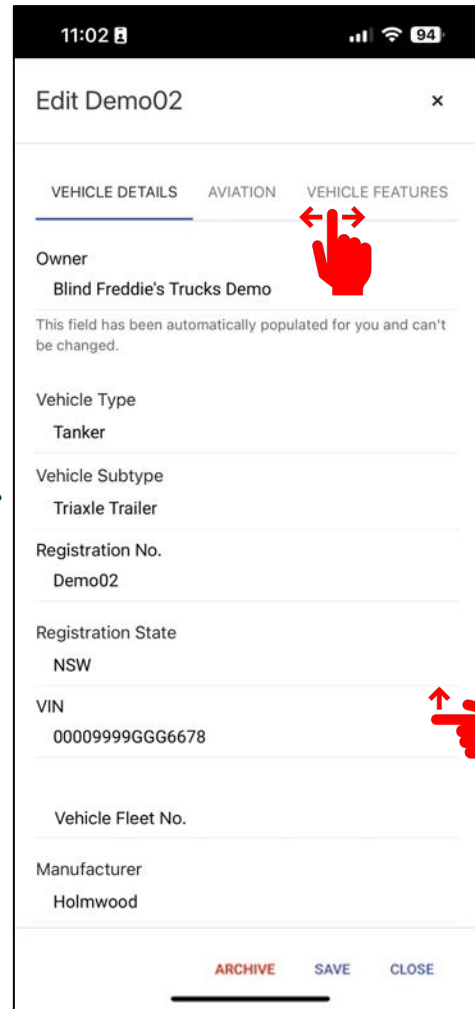 11:02
94
Edit Demo02
×
VEHICLE DETAILS AVIATION VEHICLE FEATURES
Owner
Blind Freddie's Trucks Demo
This field has been automatically populated for you and can't
be changed.
Vehicle Type
Tanker
Vehicle Subtype
Triaxle Trailer
Registration No.
Demo02
Registration State
NSW
VIN
00009999GGG6678
Vehicle Fleet No.
Manufacturer
Holmwood
ARCHIVE SAVE CLOSE